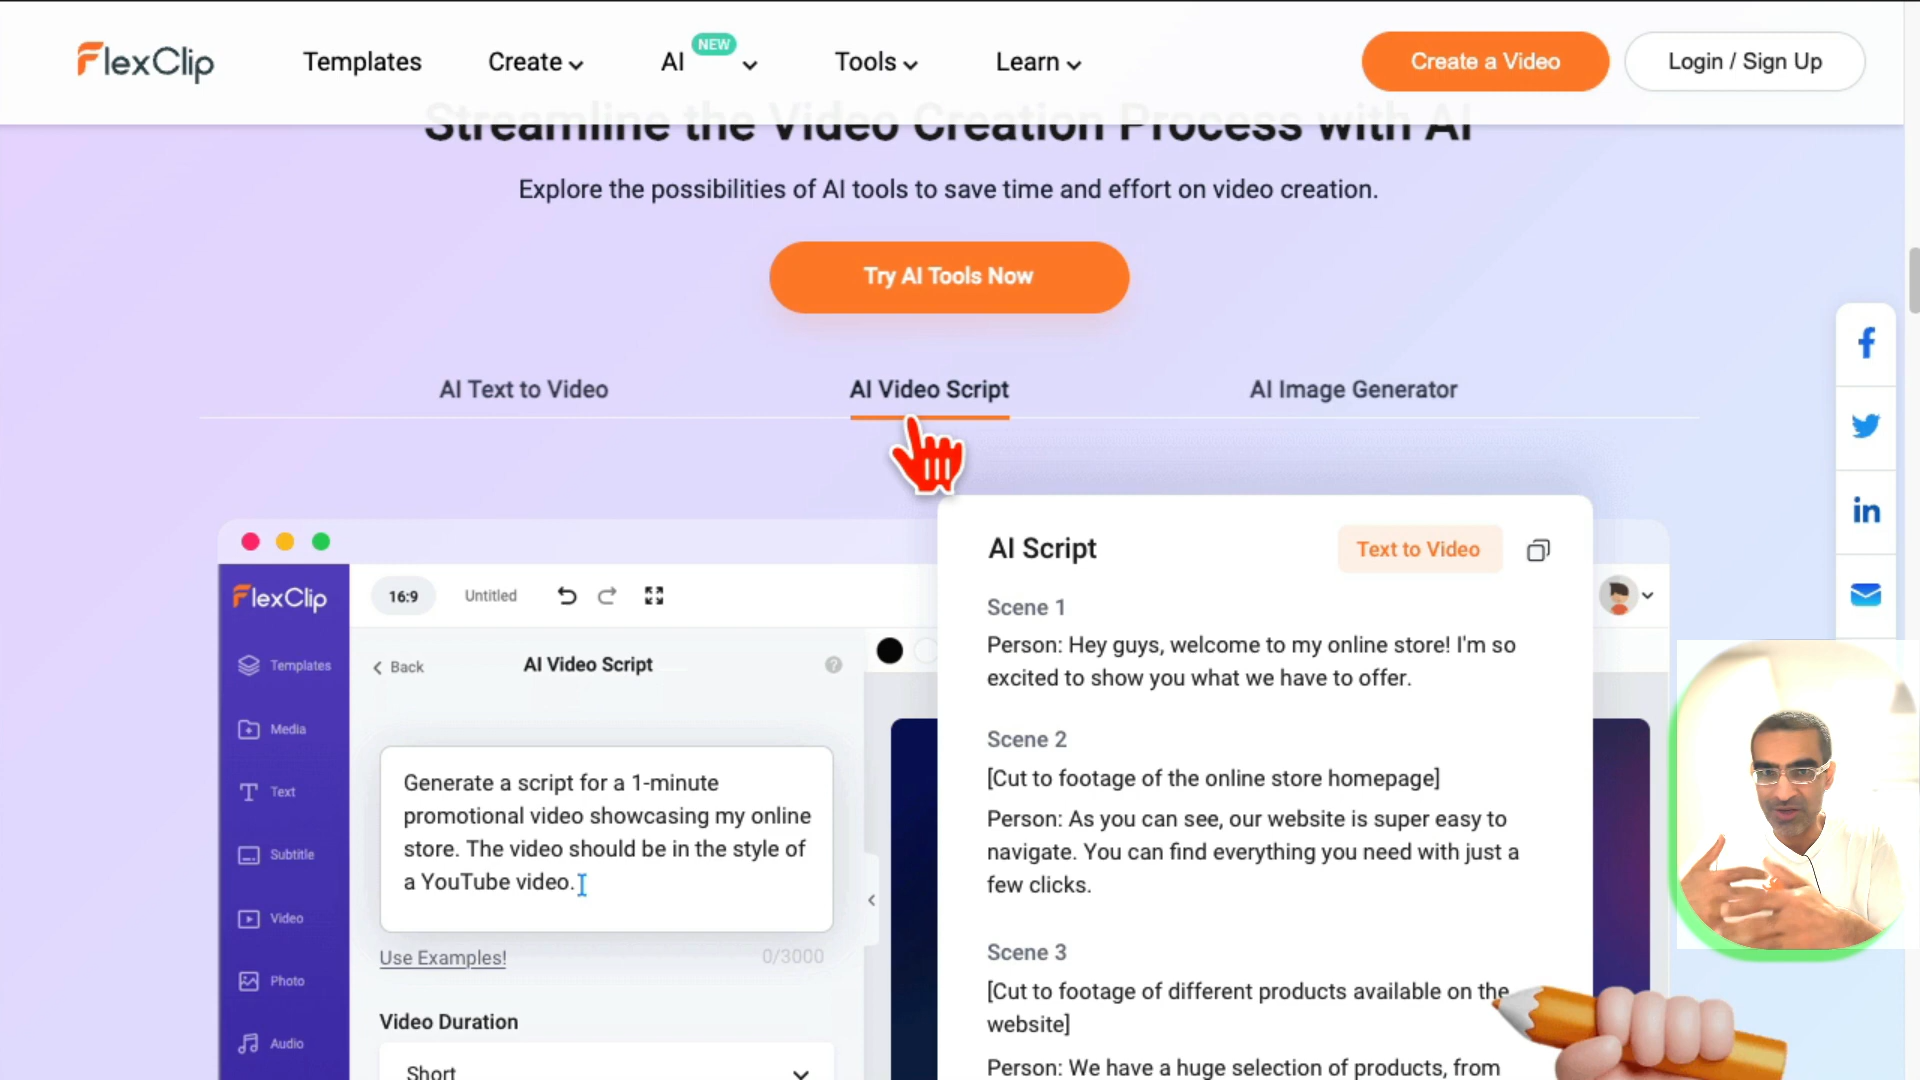 FlexClip
Templates
Create
AI
NEW
Tools
Learn
Create a Video
Login / Sign Up
Streamline the Video Creation Process with AI
Explore the possibilities of AI tools to save time and effort on video creation.
Try AI Tools Now
AI Text to Video
AI Video Script
AI Image Generator
FlexClip
16:9
Untitled
Templates
Media
Text
Subtitle
Video
Photo
Audio
Back
AI Video Script
Generate a script for a 1-minute
promotional video showcasing my online
store. The video should be in the style of
a YouTube video.
Use Examples!
0/3000
Video Duration
Short
AI Script
Text to Video
Scene 1
Person: Hey guys, welcome to my online store! I'm so
excited to show you what we have to offer.
Scene 2
[Cut to footage of the online store homepage]
Person: As you can see, our website is super easy to
navigate. You can find everything you need with just a
few clicks.
Scene 3
[Cut to footage of different products available on the
website]
Person: We have a huge selection of products, from